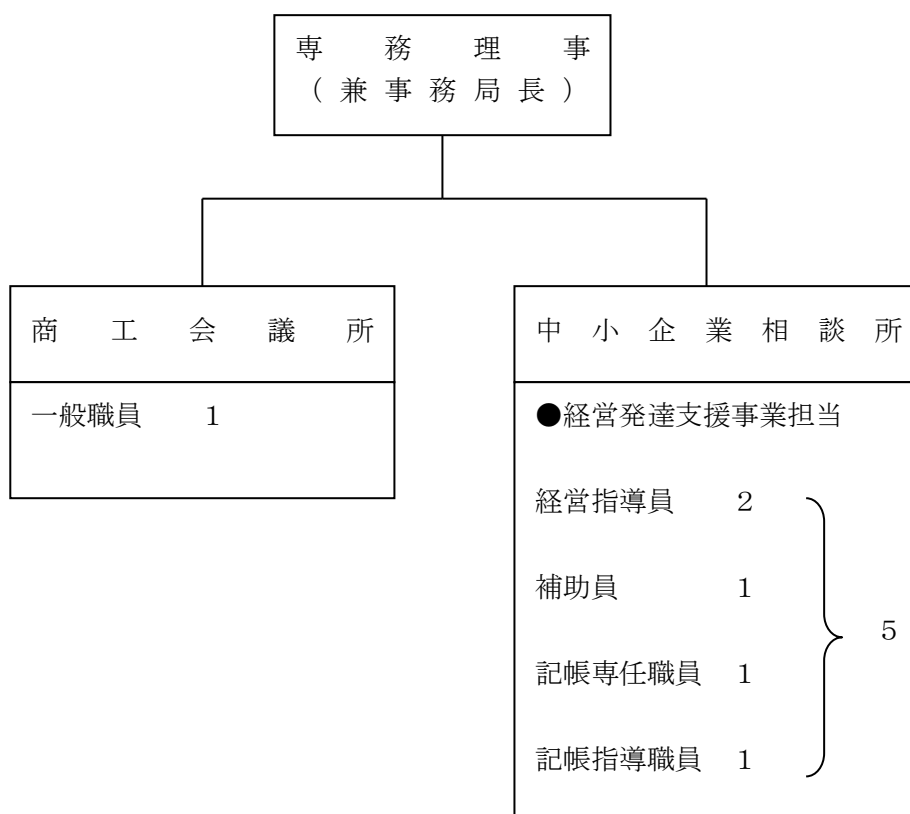 専務理事
(兼事務局長)
商工会議所
一般職員 1
中小企業相談所
●経営発達支援事業担当
経営指導員 2
補助員 1
5
記帳専任職員 1
記帳指導職員 1